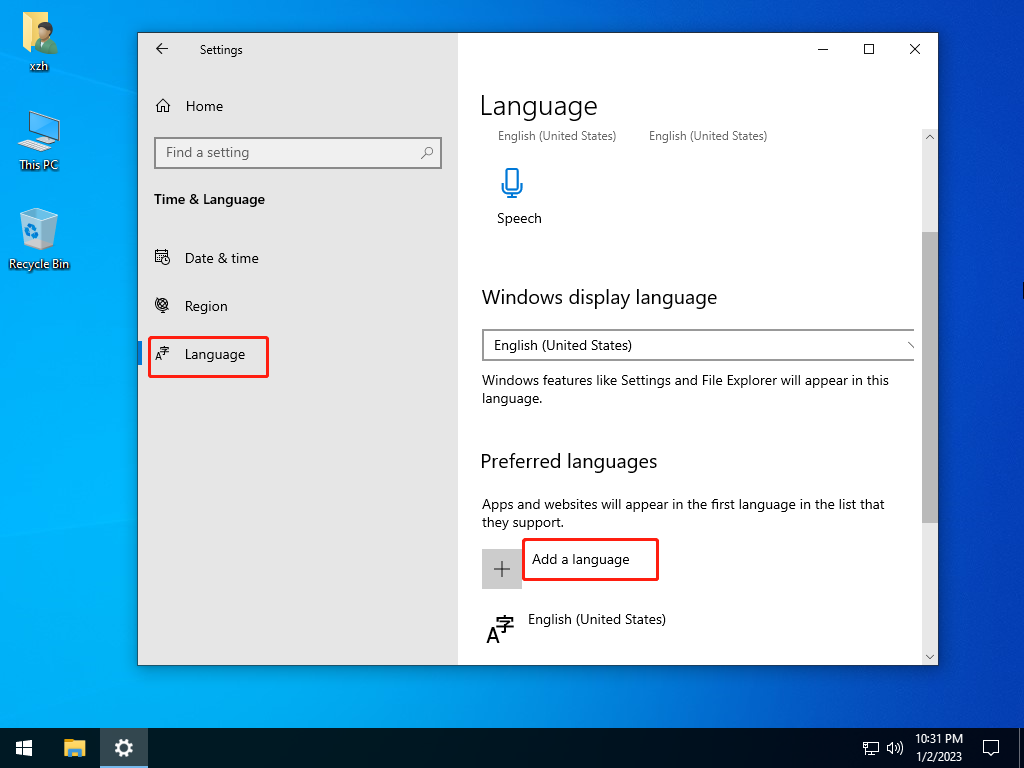 xzh
This PC
Recycle Bin
Settings
Home
Find a setting
Time & Language
Date & time
Region
Language
Language
English (United States) English (United States)
Speech
Windows display language
English (United States)
Windows features like Settings and File Explorer will appear in this
language.
Preferred languages
Apps and websites will appear in the first language in the list that
they support.
Add a language
English (United States)
10:31 PM
1/2/2023